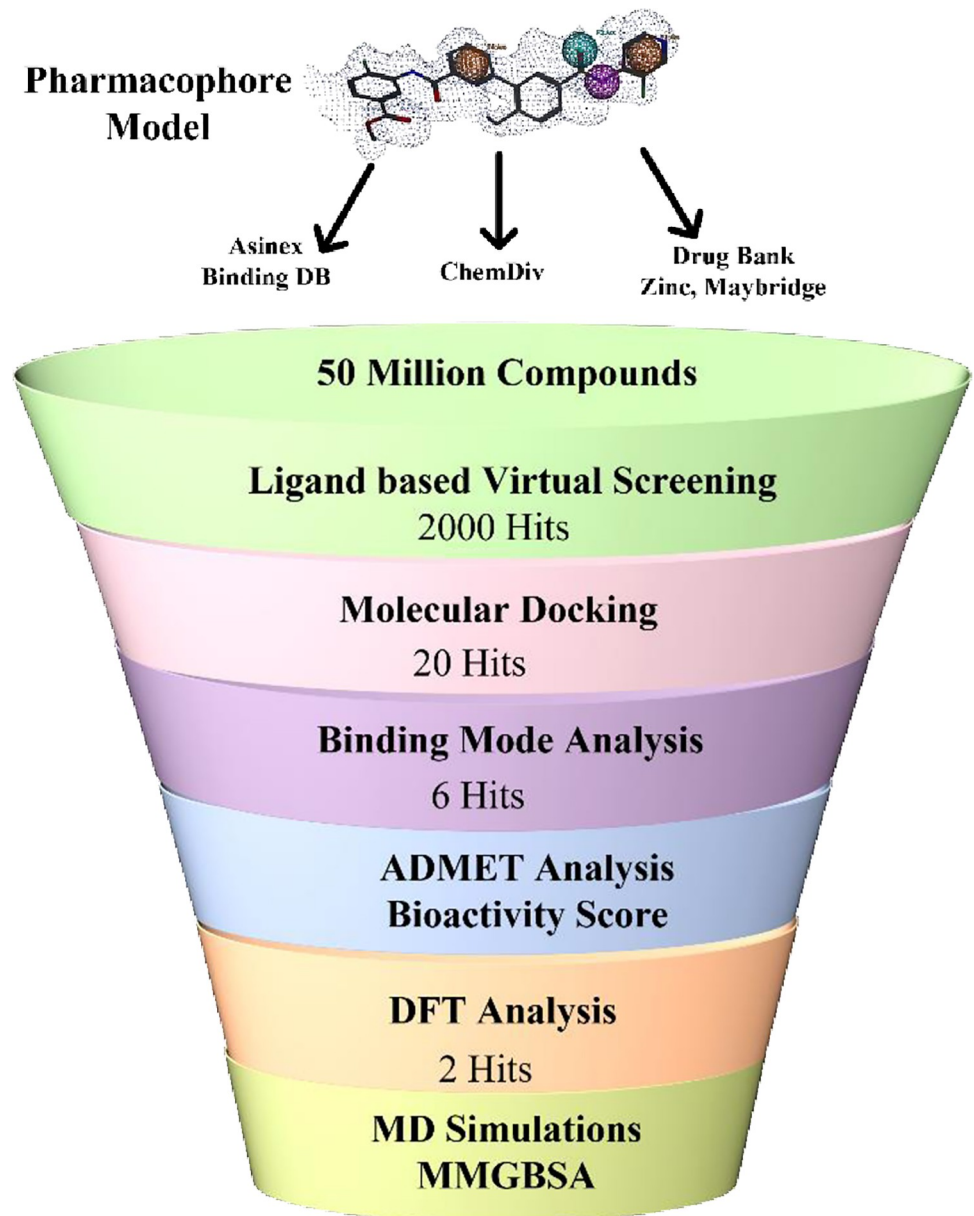 Pharmacophore
Model
Asinex
Binding DB
ChemDiv
Drug Bank
Zinc, Maybridge
50 Million Compounds
Ligand based Virtual Screening
2000 Hits
Molecular Docking
20 Hits
Binding Mode Analysis
6 Hits
ADMET Analysis
Bioactivity Score
DFT Analysis
2 Hits
MD Simulations
MMGBSA